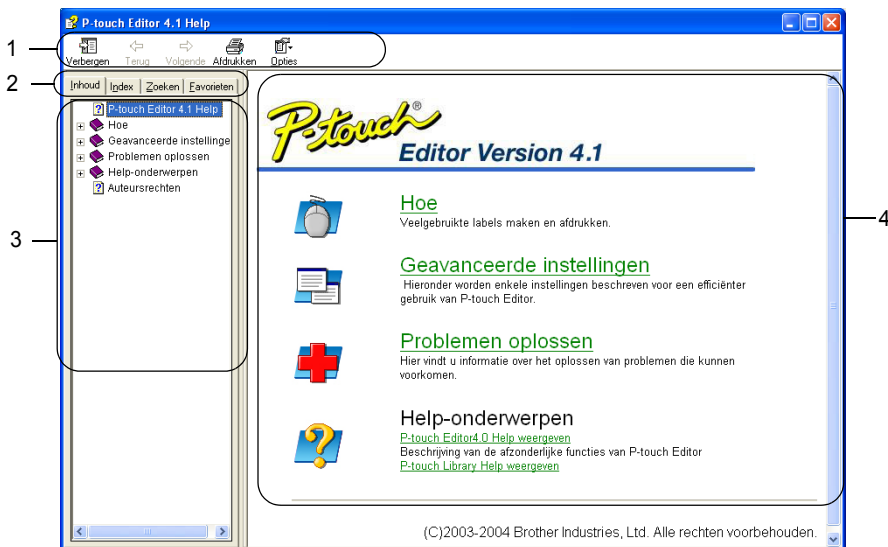 P-touch Editor 4.1 Help
1
Verbergen Terug Volgende Afdrukken Opties
2
Inhoud Index Zoeken Favorieten
P-touch Editor 4.1 Help
Hoe
Geavanceerde instellinge
Problemen oplossen
Help-onderwerpen
Auteursrechten
3
P-touch®
Editor Version 4.1
Hoe
Veelgebruikte labels maken en afdrukken.
4
Geavanceerde instellingen
Hieronder worden enkele instellingen beschreven voor een efficiënter
gebruik van P-touch Editor.
Problemen oplossen
Hier vindt u informatie over het oplossen van problemen die kunnen
voorkomen.
Help-onderwerpen
P-touch Editor4.0 Help weergeven
Beschrijving van de afzonderlijke functies van P-touch Editor
P-touch Library Help weergeven
(C)2003-2004 Brother Industries, Ltd. Alle rechten voorbehouden.